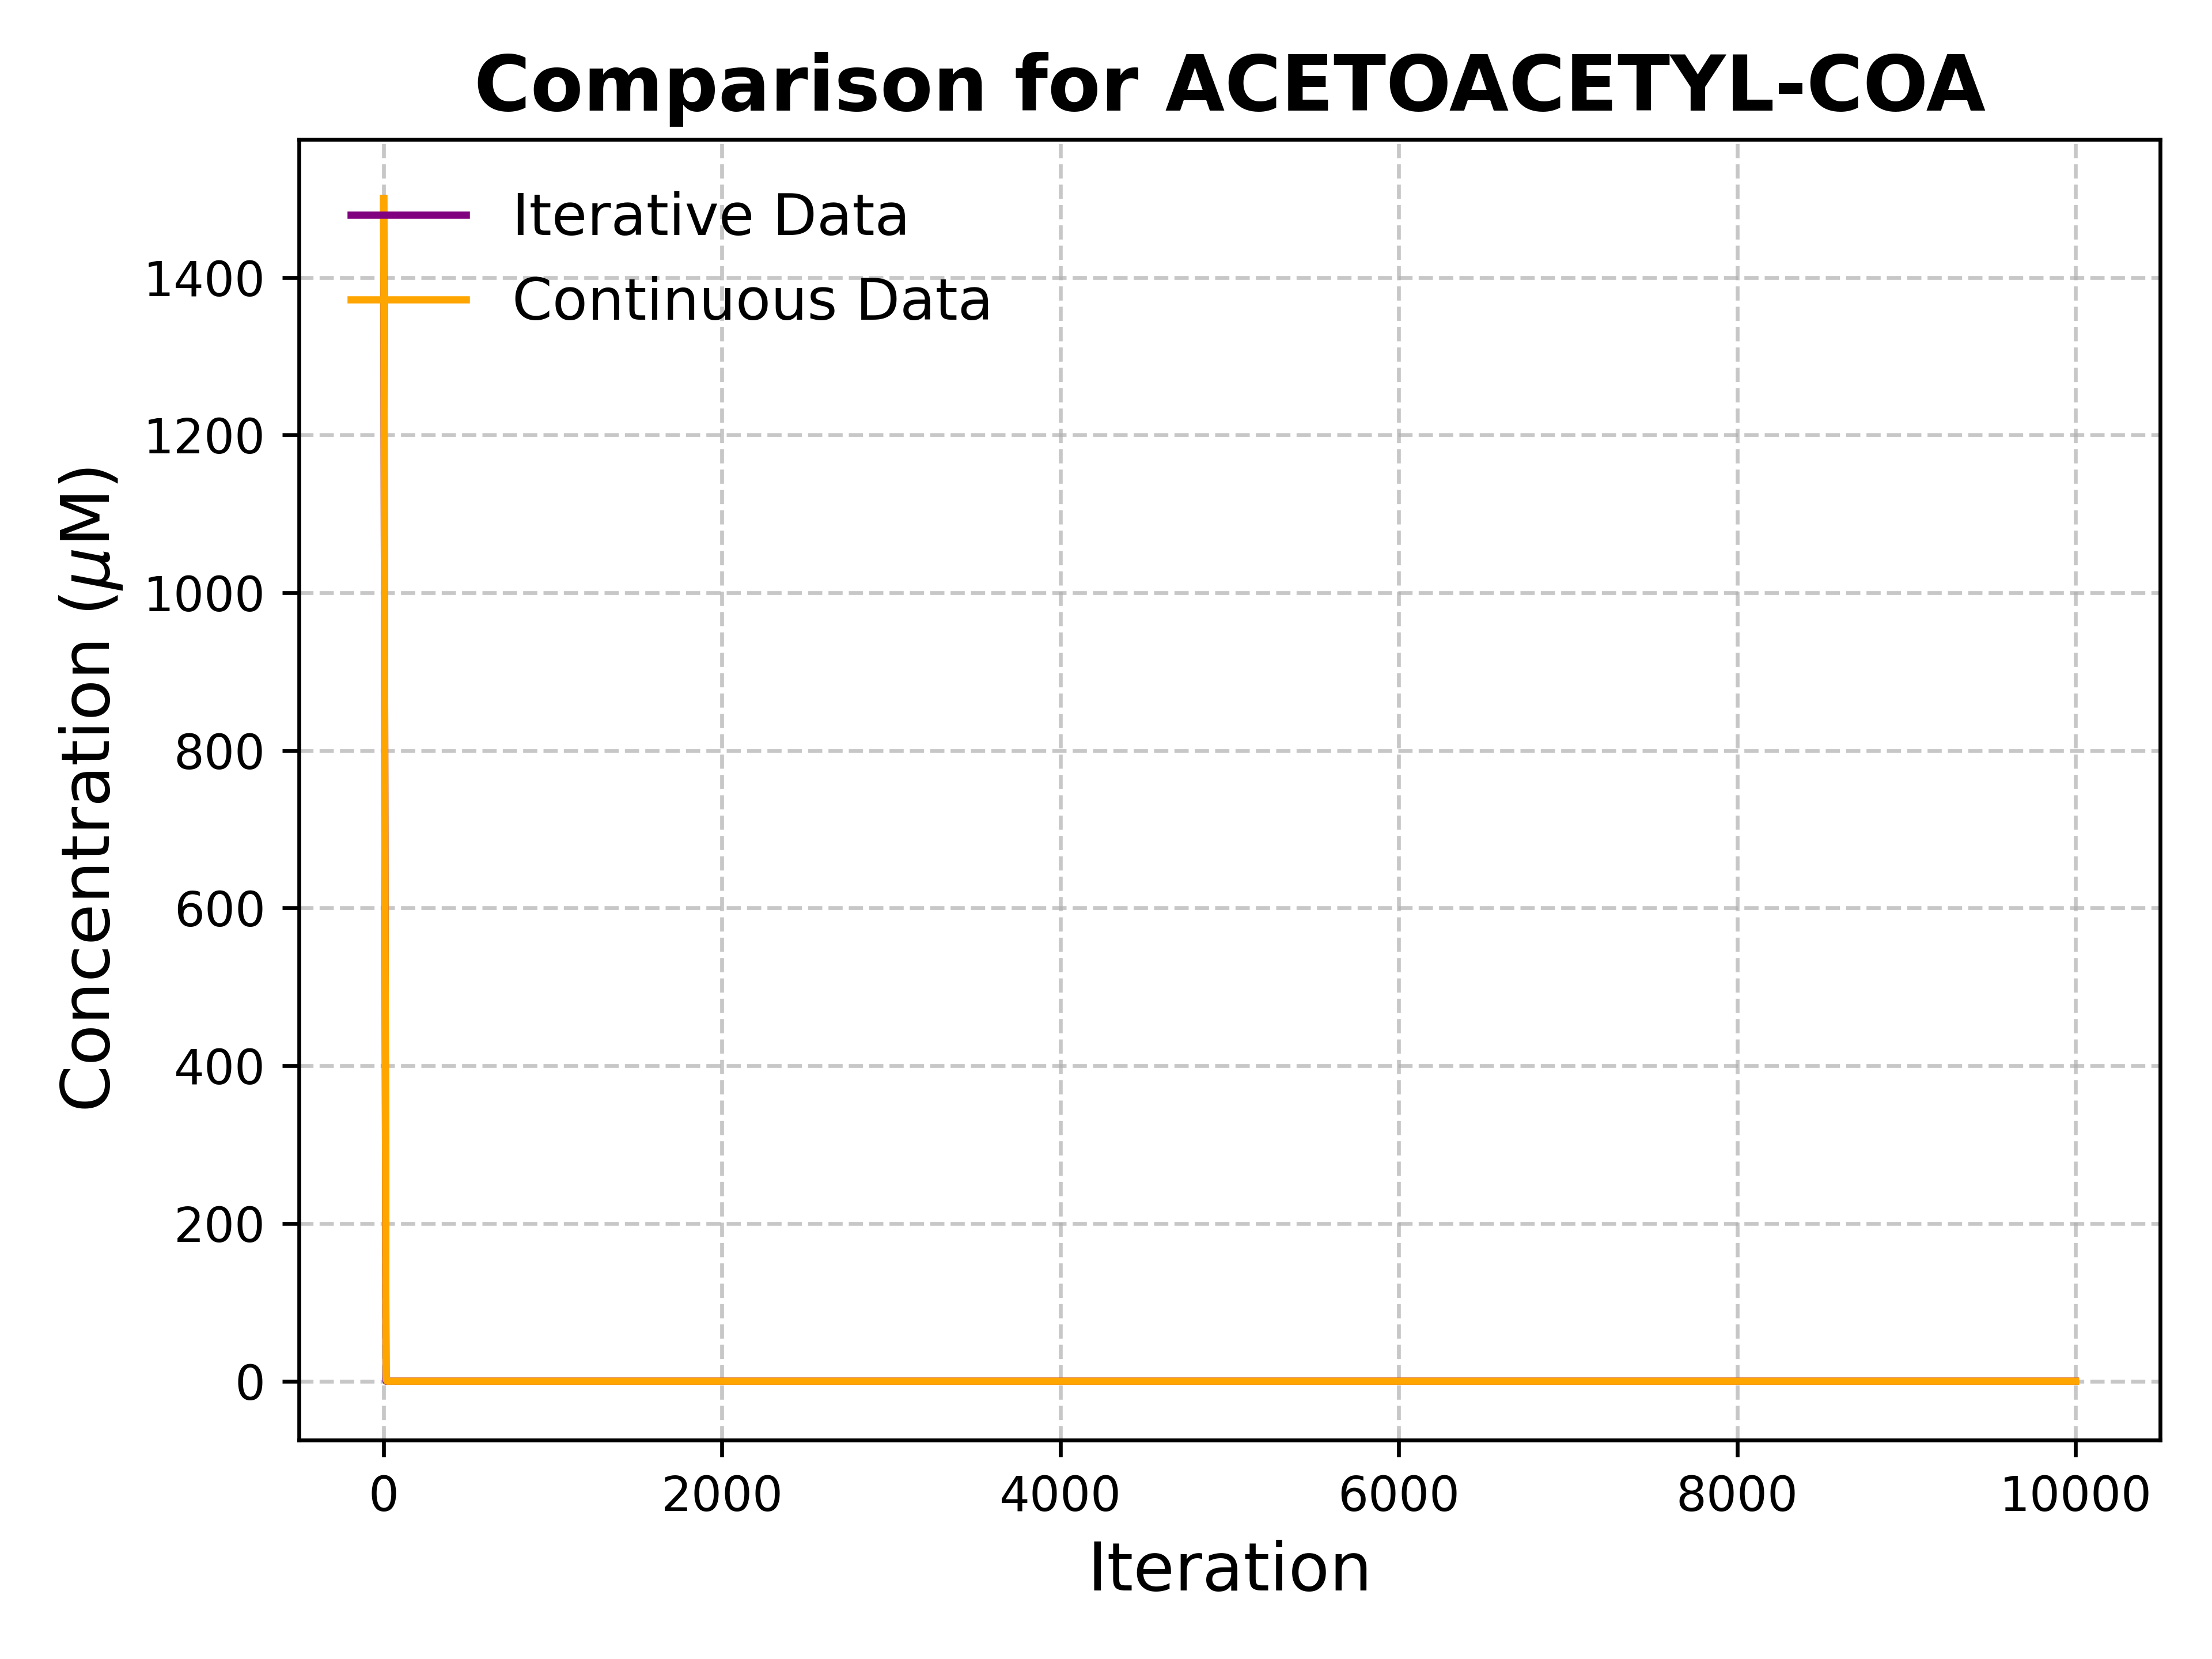 Comparison for ACETOACETYL-COA
Iterative Data
Continuous Data
Concentration (μM)
1400
1200
1000
800
600
400
200
0
0 2000 4000 6000 8000 10000
Iteration